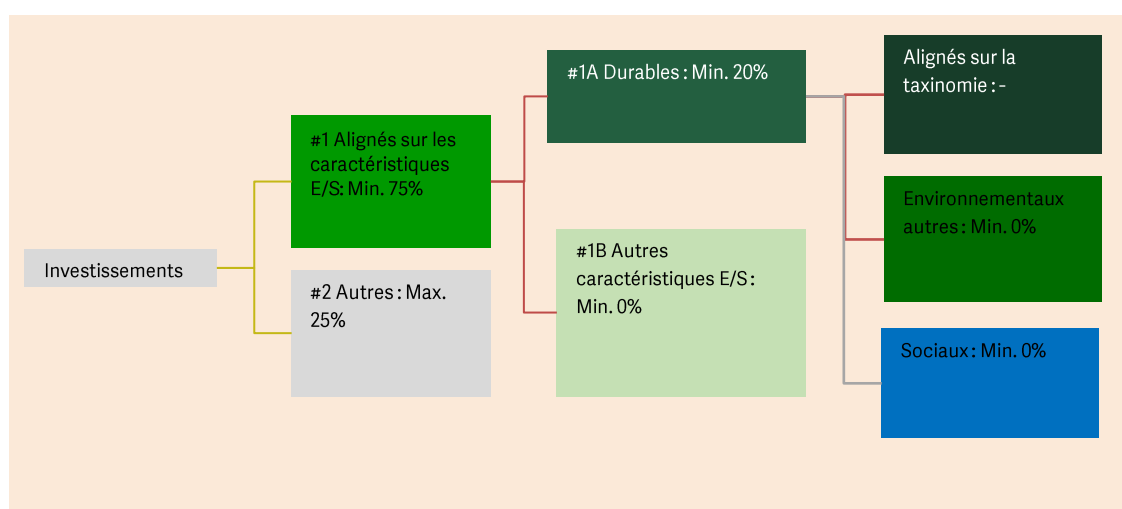 Investissements
#1 Alignés sur les
caractéristiques
E/S: Min. 75%
#2 Autres : Max.
25%
#1A Durables : Min. 20%
#1B Autres
caractéristiques E/S :
Min. 0%
Alignés sur la
taxinomie : -
Environnementaux
autres : Min. 0%
Sociaux : Min. 0%